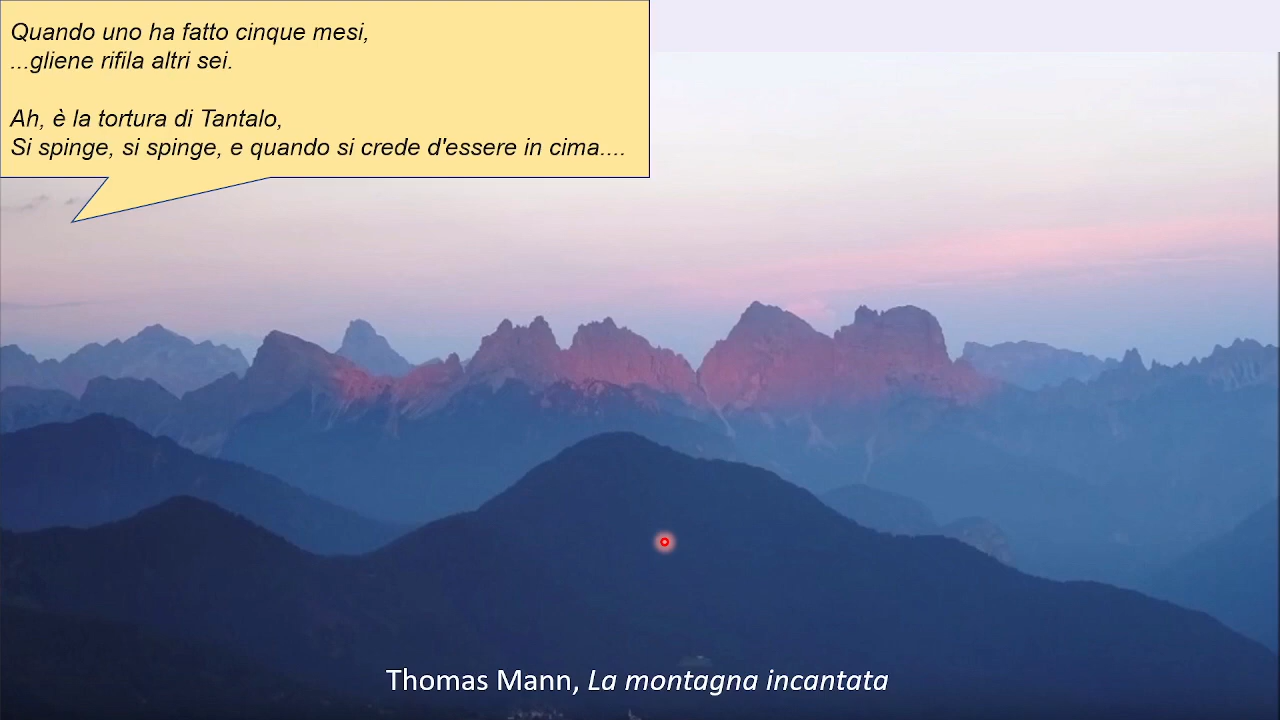 Quando uno ha fatto cinque mesi,
...gliene rifila altri sei.
Ah, è la tortura di Tantalo,
Si spinge, si spinge, e quando si crede d'essere in cima....
Thomas Mann, La montagna incantata